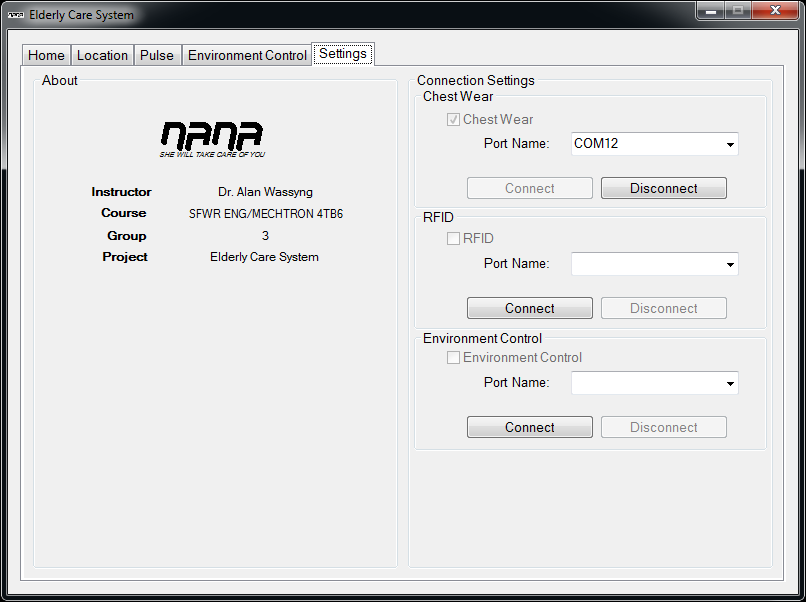 nana Elderly Care System
Home Location Pulse Environment Control Settings
About
nana
SHE WILL TAKE CARE OF YOU
Instructor Dr. Alan Wassyng
Course SFWR ENG/MECHTRON 4TB6
Group 3
Project Elderly Care System
Connection Settings
Chest Wear
Chest Wear
Port Name: COM12
Connect Disconnect
RFID
RFID
Port Name:
Connect Disconnect
Environment Control
Environment Control
Port Name:
Connect Disconnect